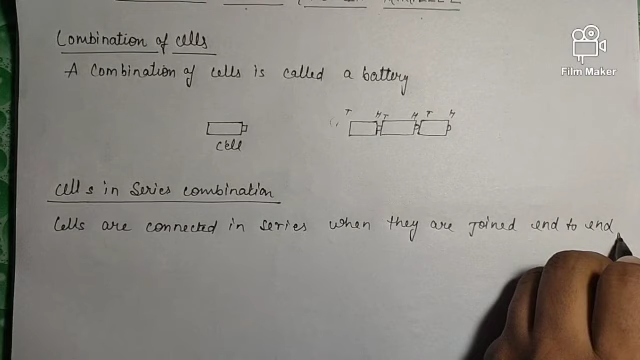 Combination of cells
A combination of cells is called a battery
T H T H T H
cell
Cells in Series combination
Cells are connected in series when they are joined end to end
Film Maker